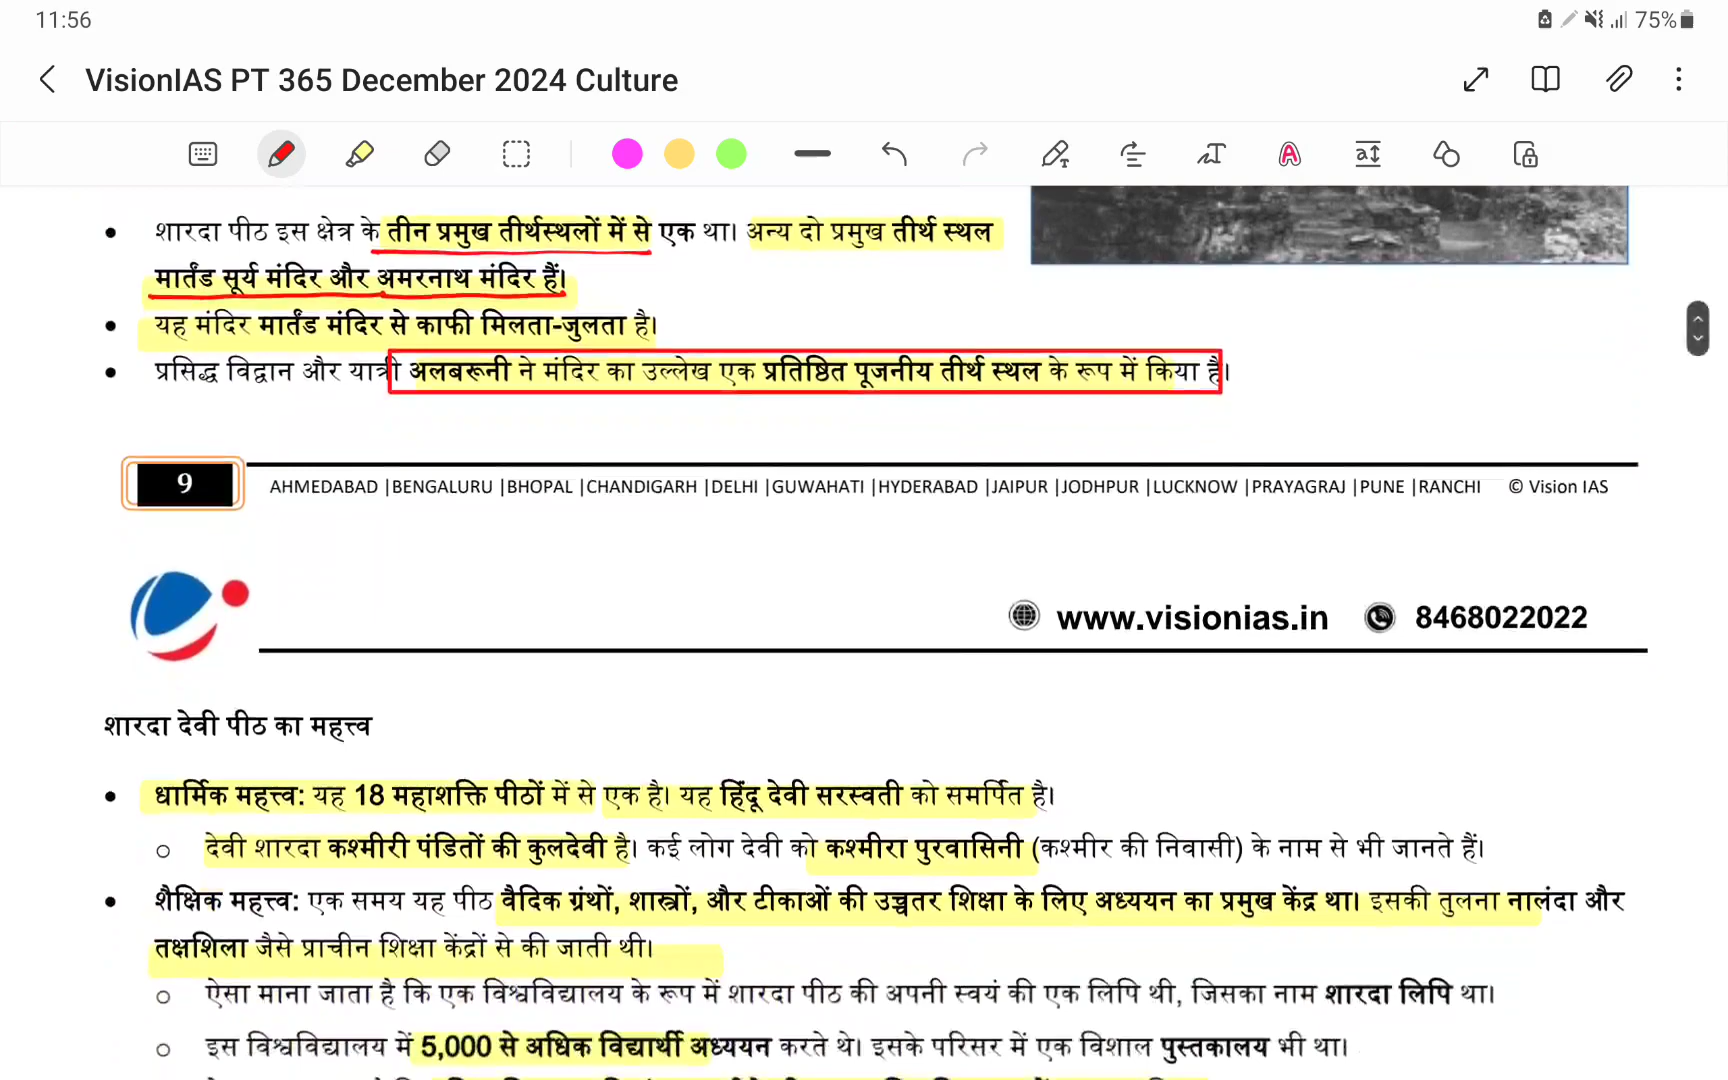 11:56
75%
VisionIAS PT 365 December 2024 Culture
शारदा पीठ इस क्षेत्र के तीन प्रमुख तीर्थस्थलों में से एक था। अन्य दो प्रमुख तीर्थ स्थल
मार्तंड सूर्य मंदिर और अमरनाथ मंदिर हैं।
यह मंदिर मार्तंड मंदिर से काफी मिलता-जुलता है।
प्रसिद्ध विद्वान और यात्री अलबरूनी ने मंदिर का उल्लेख एक प्रतिष्ठित पूजनीय तीर्थ स्थल के रूप में किया है।
9 AHMEDABAD |BENGALURU |BHOPAL |CHANDIGARH |DELHI |GUWAHATI |HYDERABAD |JAIPUR |JODHPUR |LUCKNOW |PRAYAGRAJ |PUNE |RANCHI © Vision IAS
www.visionias.in 8468022022
शारदा देवी पीठ का महत्त्व
धार्मिक महत्त्व: यह 18 महाशक्ति पीठों में से एक है। यह हिंदू देवी सरस्वती को समर्पित है।
देवी शारदा कश्मीरी पंडितों की कुलदेवी है। कई लोग देवी को कश्मीरा पुरवासिनी (कश्मीर की निवासी) के नाम से भी जानते हैं।
शैक्षिक महत्त्व: एक समय यह पीठ वैदिक ग्रंथों, शास्त्रों, और टीकाओं की उच्चतर शिक्षा के लिए अध्ययन का प्रमुख केंद्र था। इसकी तुलना नालंदा और
तक्षशिला जैसे प्राचीन शिक्षा केंद्रों से की जाती थी।
ऐसा माना जाता है कि एक विश्वविद्यालय के रूप में शारदा पीठ की अपनी स्वयं की एक लिपि थी, जिसका नाम शारदा लिपि था।
इस विश्वविद्यालय में 5,000 से अधिक विद्यार्थी अध्ययन करते थे। इसके परिसर में एक विशाल पुस्तकालय भी था।